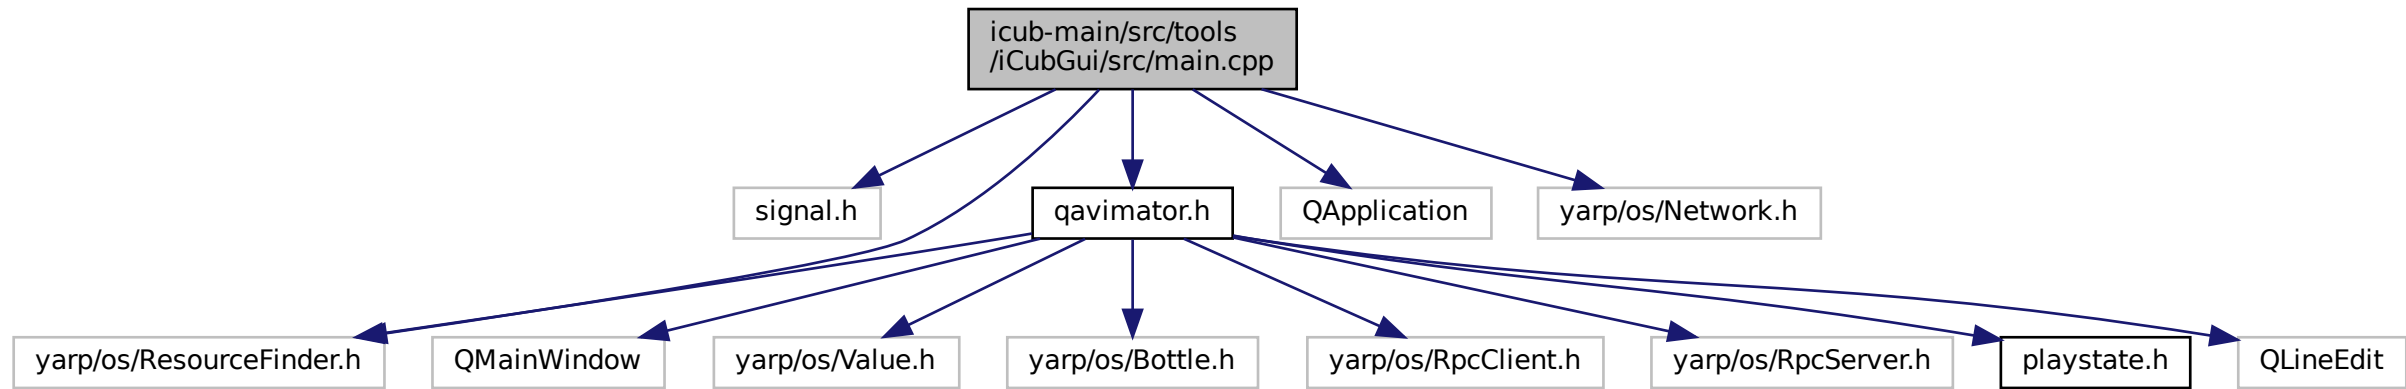 icub-main/src/tools
/iCubGui/src/main.cpp
signal.h
qavimator.h
QApplication
yarp/os/Network.h
yarp/os/ResourceFinder.h
QMainWindow
yarp/os/Value.h
yarp/os/Bottle.h
yarp/os/RpcClient.h
yarp/os/RpcServer.h
playstate.h
QLineEdit